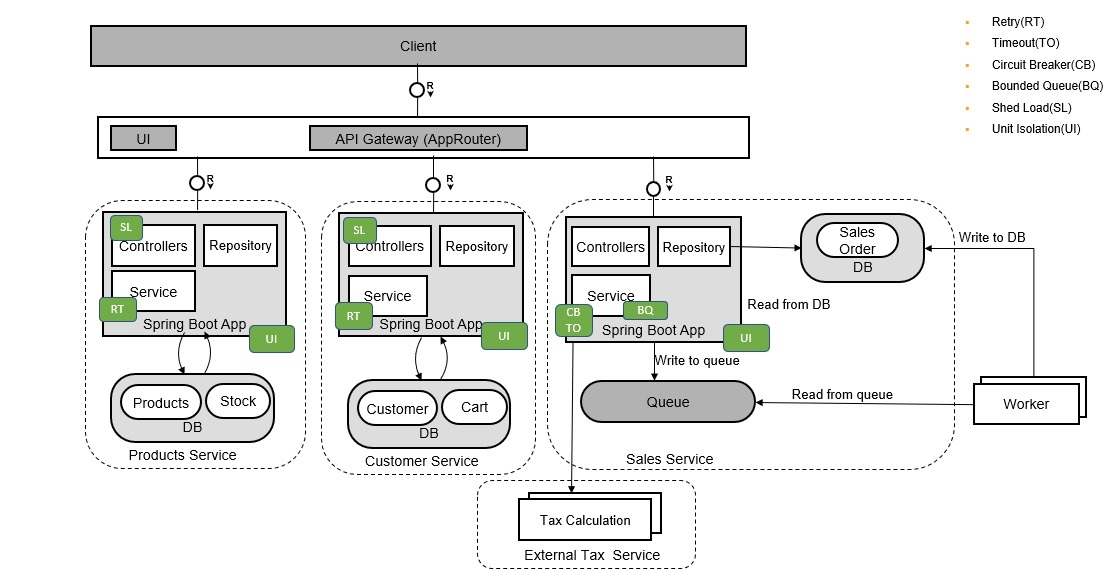 Retry(RT)
Timeout(TO)
Circuit Breaker(CB)
Bounded Queue(BQ)
Shed Load(SL)
Unit Isolation(UI)
Client
R
UI
API Gateway (AppRouter)
R
R
R
SL
Controllers
Repository
Service
RT
Spring Boot App
UI
Products
Stock
DB
Products Service
SL
Controllers
Repository
Service
RT
Spring Boot App
UI
Customer
Cart
DB
Customer Service
Controllers
Repository
Service
CB
TO
BQ
Spring Boot App
UI
Sales
Order
DB
Write to DB
Read from DB
Write to queue
Queue
Read from queue
Worker
Sales Service
Tax Calculation
External Tax  Service